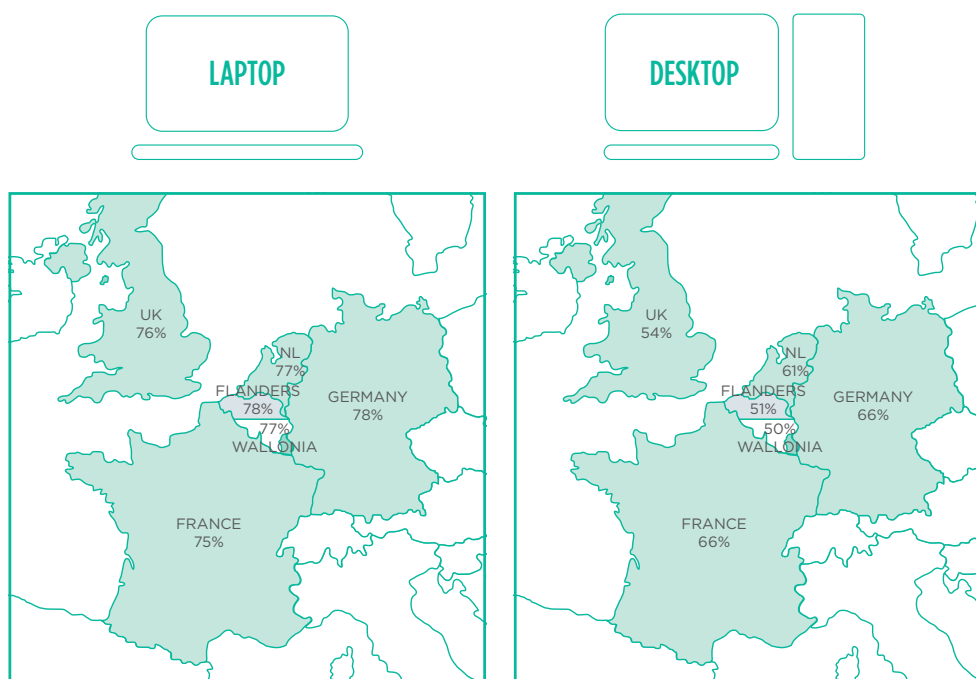 LAPTOP
DESKTOP
UK
76%
NL
77%
FLANDERS
78%
GERMANY
78%
77%
WALLONIA
FRANCE
75%
UK
54%
NL
61%
FLANDERS
51%
GERMANY
66%
50%
WALLONIA
FRANCE
66%